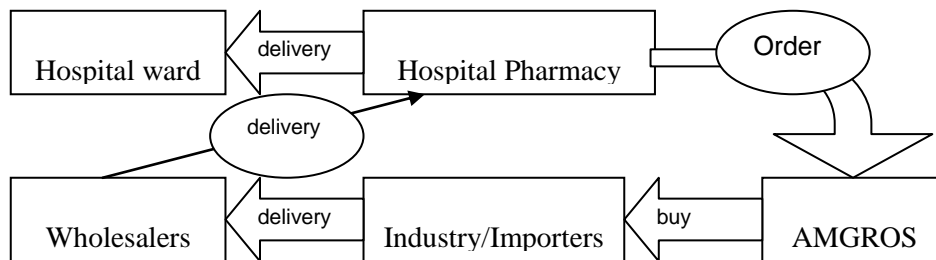 Hospital ward
delivery
Hospital Pharmacy
Order
delivery
Wholesalers
delivery
Industry/Importers
buy
AMGROS